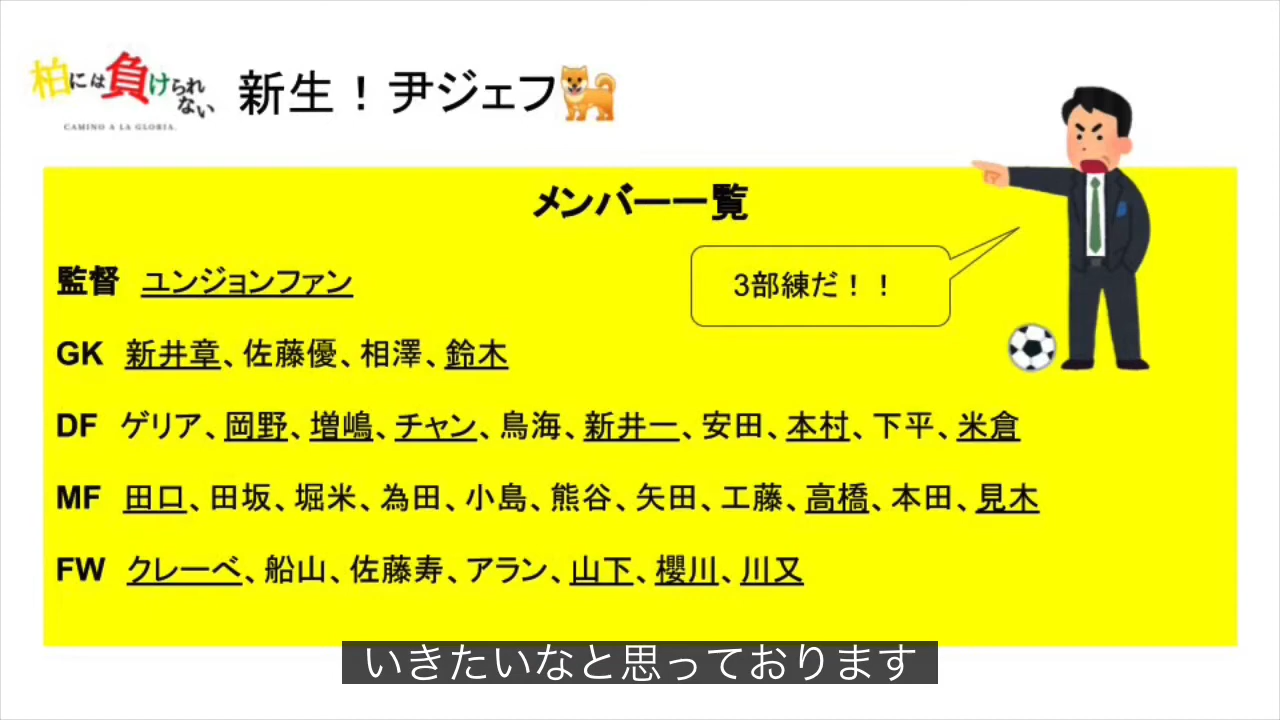 柏には負けられない
CAMINO A LA GLORIA.
新生！尹ジェフ🐕
メンバー一覧
監督 ユンジョンファン
3部練だ！！
GK 新井章、佐藤優、相澤、鈴木
DF ゲリア、岡野、増嶋、チャン、鳥海、新井一、安田、本村、下平、米倉
MF 田口、田坂、堀米、為田、小島、熊谷、矢田、工藤、高橋、本田、見木
FW クレーベ、船山、佐藤寿、アラン、山下、櫻川、川又
いきたいなと思っております